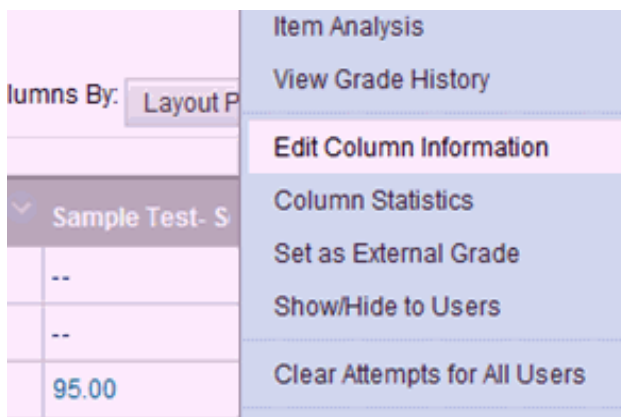 Item Analysis
View Grade History
lumns By: Layout P
Edit Column Information
Sample Test- S
Column Statistics
Set as External Grade
--
Show/Hide to Users
--
Clear Attempts for All Users
95.00